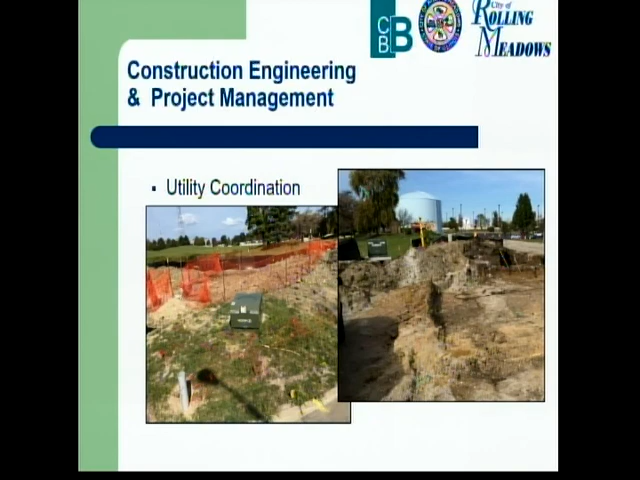 CBB
City of
ROLLING
MEADOWS
Construction Engineering
& Project Management
▪ Utility Coordination